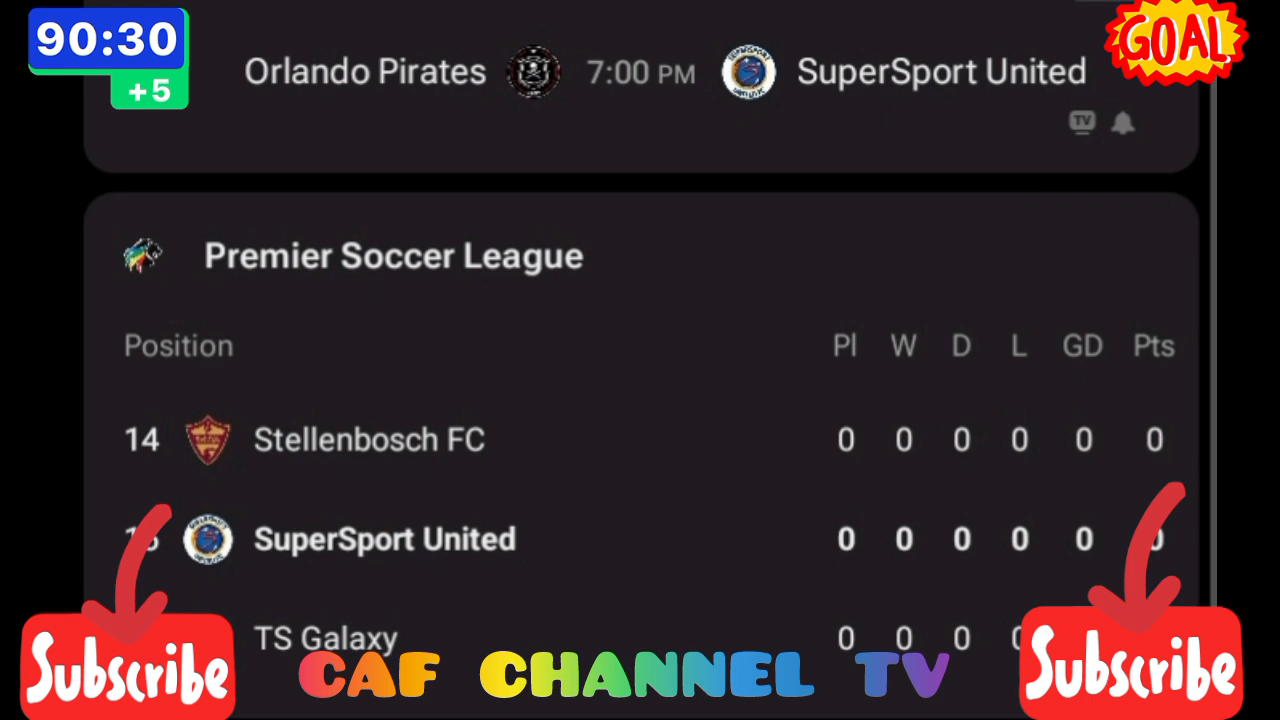 90:30
+5
GOAL
Orlando Pirates 7:00 PM SuperSport United
TV
Premier Soccer League
Position Pl W D L GD Pts
14 Stellenbosch FC 0 0 0 0 0 0
SuperSport United 0 0 0 0 0 0
TS Galaxy 0 0 0
Subscribe CAF CHANNEL TV Subscribe